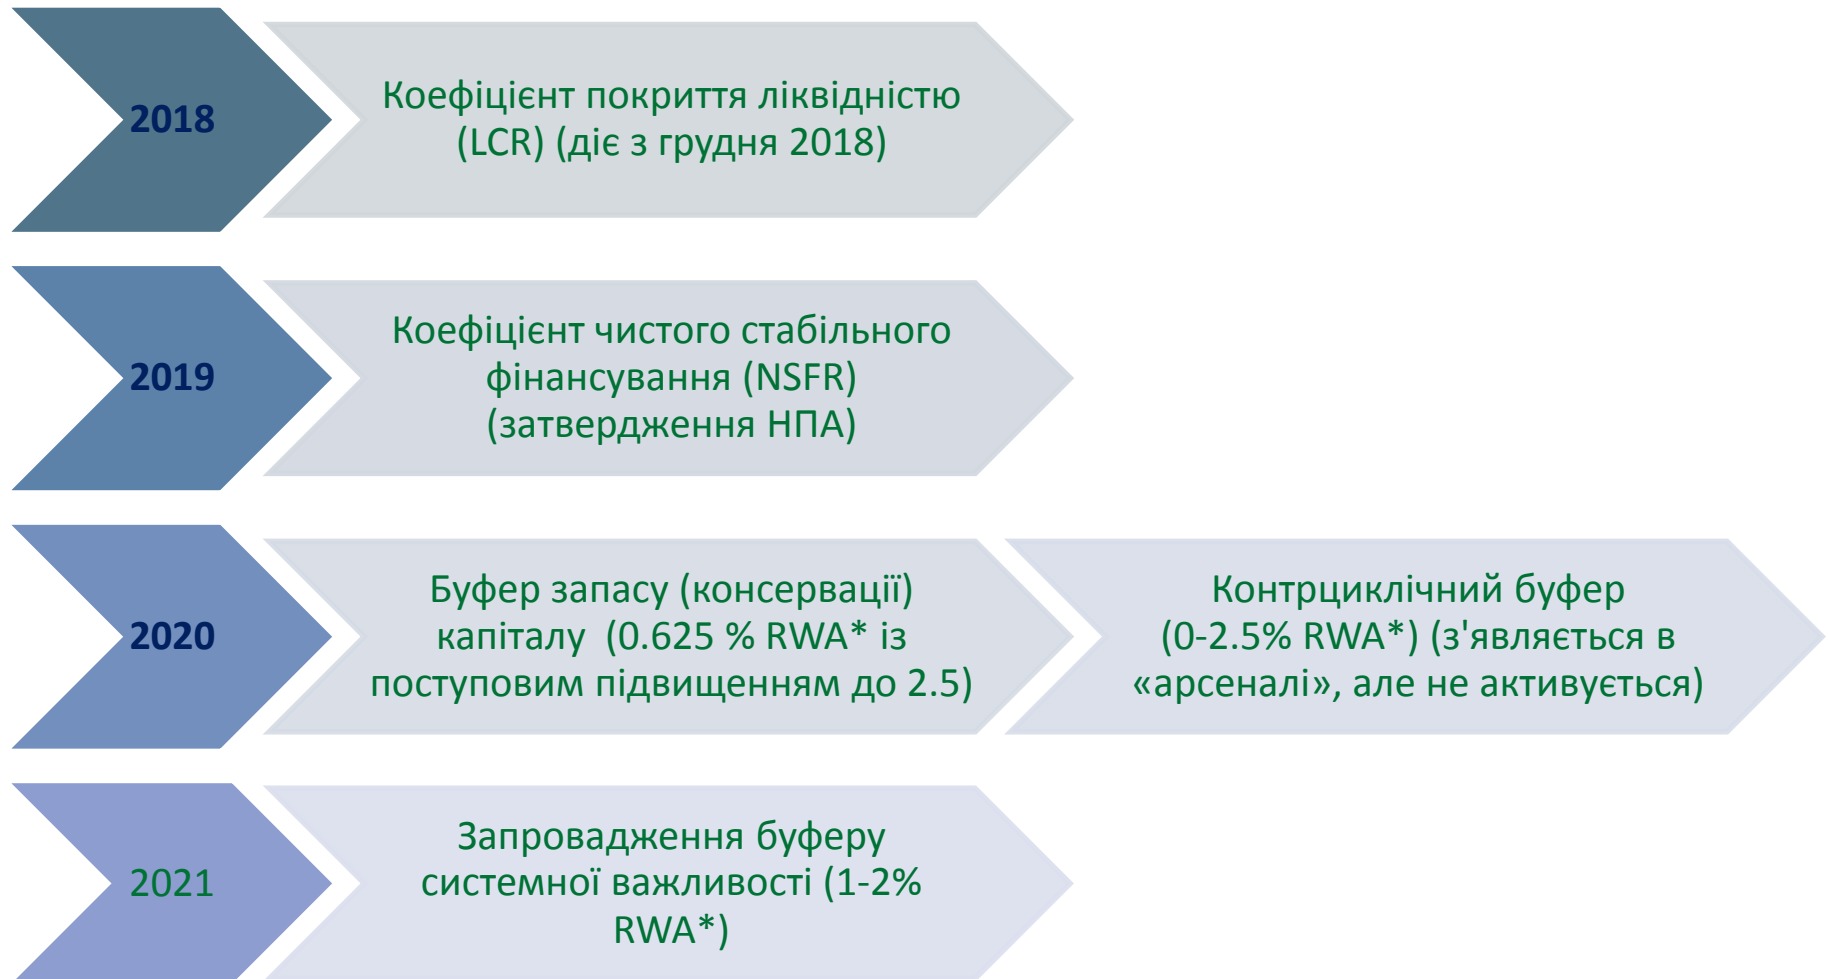 2018
Коефіцієнт покриття ліквідністю
(LCR) (діє з грудня 2018)
2019
Коефіцієнт чистого стабільного
фінансування (NSFR)
(затвердження НПА)
2020
Буфер запасу (консервації)
капіталу (0.625 % RWA* із
поступовим підвищенням до 2.5)
Контрциклічний буфер
(0-2.5% RWA*) (з'являється в
«арсеналі», але не активується)
2021
Запровадження буферу
системної важливості (1-2%
RWA*)